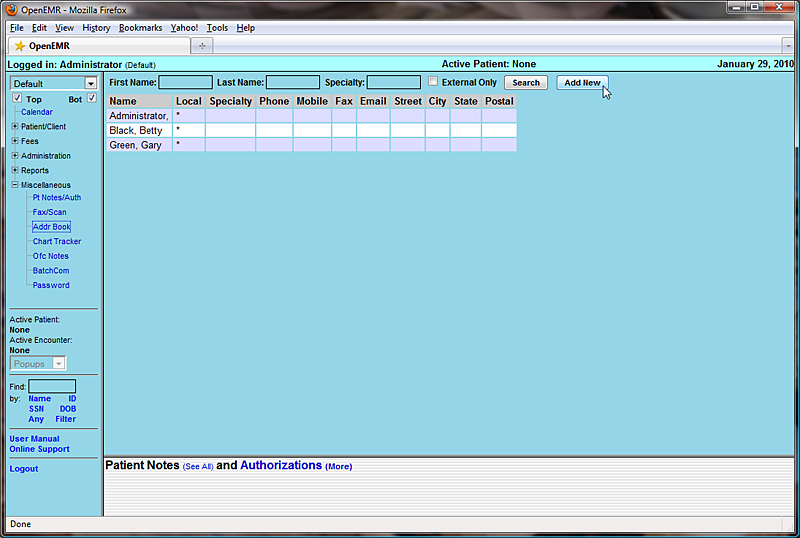 OpenEMR - Mozilla Firefox
File Edit View History Bookmarks Yahoo! Tools Help
OpenEMR
Logged in: Administrator (Default) Active Patient: None January 29, 2010
Default
Top Bot
Calendar
Patient/Client
Fees
Administration
Reports
Miscellaneous
Pt Notes/Auth
Fax/Scan
Addr Book
Chart Tracker
Ofc Notes
BatchCom
Password
Active Patient:
None
Active Encounter:
None
Popups
Find:
by: Name ID
SSN DOB
Any Filter
User Manual
Online Support
Logout
First Name: Last Name: Specialty: External Only Search Add New
Name Local Specialty Phone Mobile Fax Email Street City State Postal
Administrator, *
Black, Betty *
Green, Gary *
Patient Notes (See All) and Authorizations (More)
Done